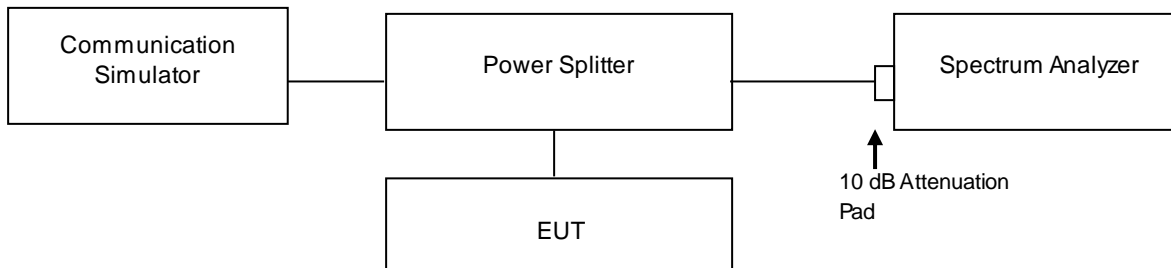 Communication
Simulator
Power Splitter
Spectrum Analyzer
10 dB Attenuation
Pad
EUT